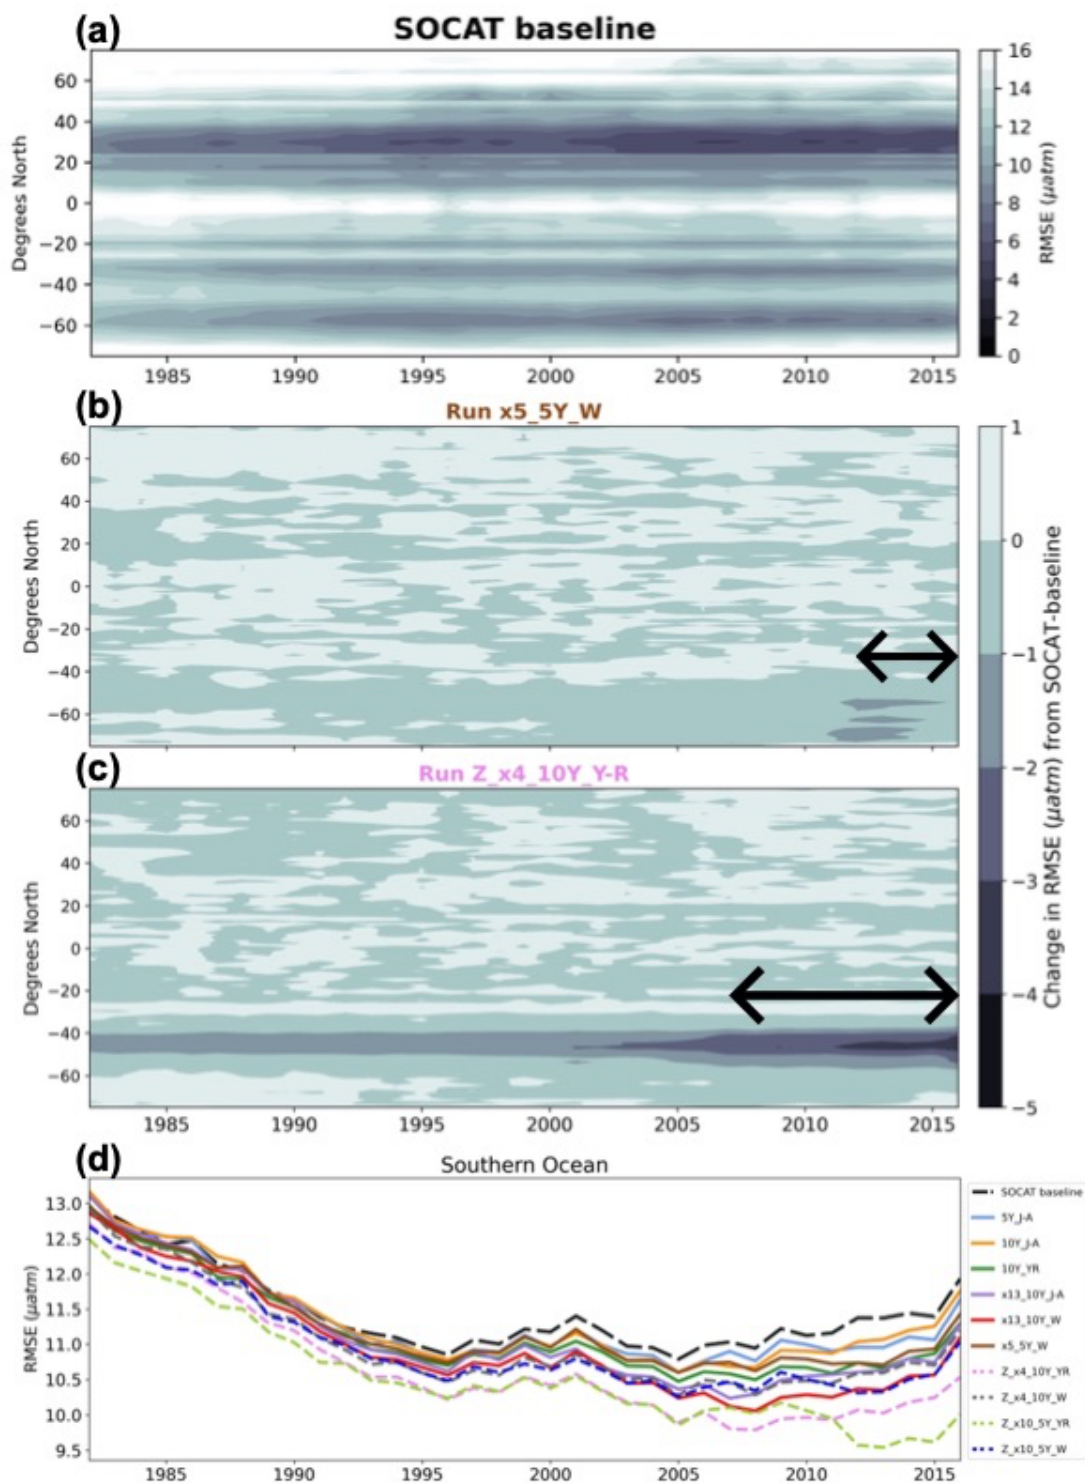 (a)
SOCAT baseline
60
40
20
0
−20
−40
−60
Degrees North
1985 1990 1995 2000 2005 2010 2015
16
14
12
10
8
6
4
2
0
RMSE (μatm)
(b)
Run x5_5Y_W
60
40
20
0
−20
−40
−60
Degrees North
(c)
Run Z_x4_10Y_Y-R
60
40
20
0
−20
−40
−60
Degrees North
1985 1990 1995 2000 2005 2010 2015
1
0
−1
−2
−3
−4
−5
Change in RMSE (μatm) from SOCAT-baseline
(d)
Southern Ocean
13.0
12.5
12.0
11.5
11.0
10.5
10.0
9.5
RMSE (μatm)
1985 1990 1995 2000 2005 2010 2015
SOCAT baseline
5Y_J-A
10Y_J-A
10Y_YR
x13_10Y_J-A
x13_10Y_W
x5_5Y_W
Z_x4_10Y_YR
Z_x4_10Y_W
Z_x10_5Y_YR
Z_x10_5Y_W